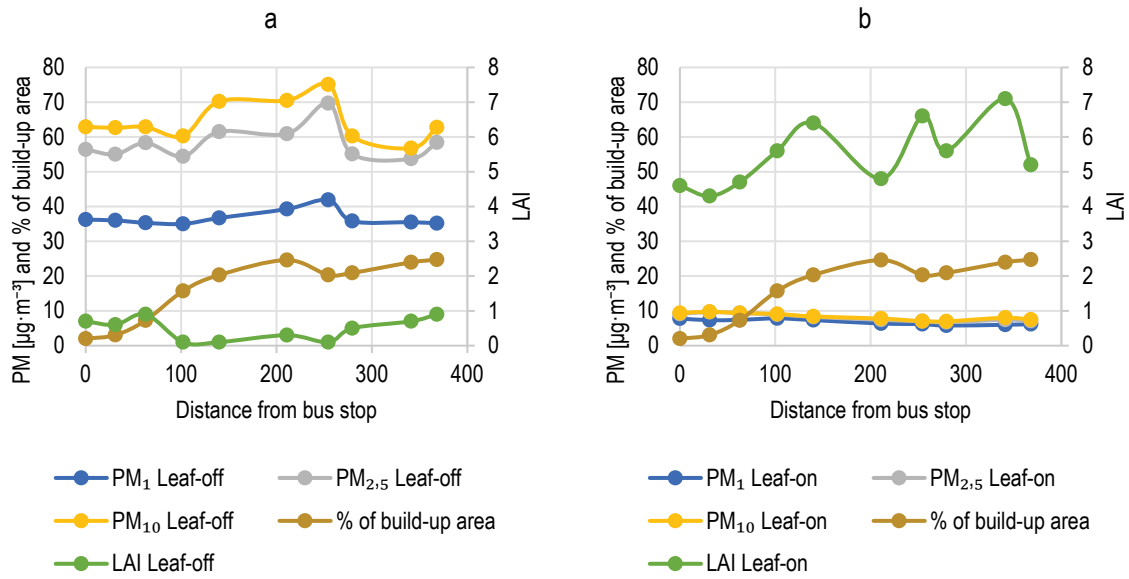 a
PM [µg·m⁻³] and % of build-up area
80
70
60
50
40
30
20
10
0
8
7
6
5
4
3
2
1
0
LAI
0 100 200 300 400
Distance from bus stop
PM₁ Leaf-off
PM₂,₅ Leaf-off
PM₁₀ Leaf-off
% of build-up area
LAI Leaf-off
b
PM [µg·m⁻³] and % of build-up area
80
70
60
50
40
30
20
10
0
8
7
6
5
4
3
2
1
0
LAI
0 100 200 300 400
Distance from bus stop
PM₁ Leaf-on
PM₂,₅ Leaf-on
PM₁₀ Leaf-on
% of build-up area
LAI Leaf-on